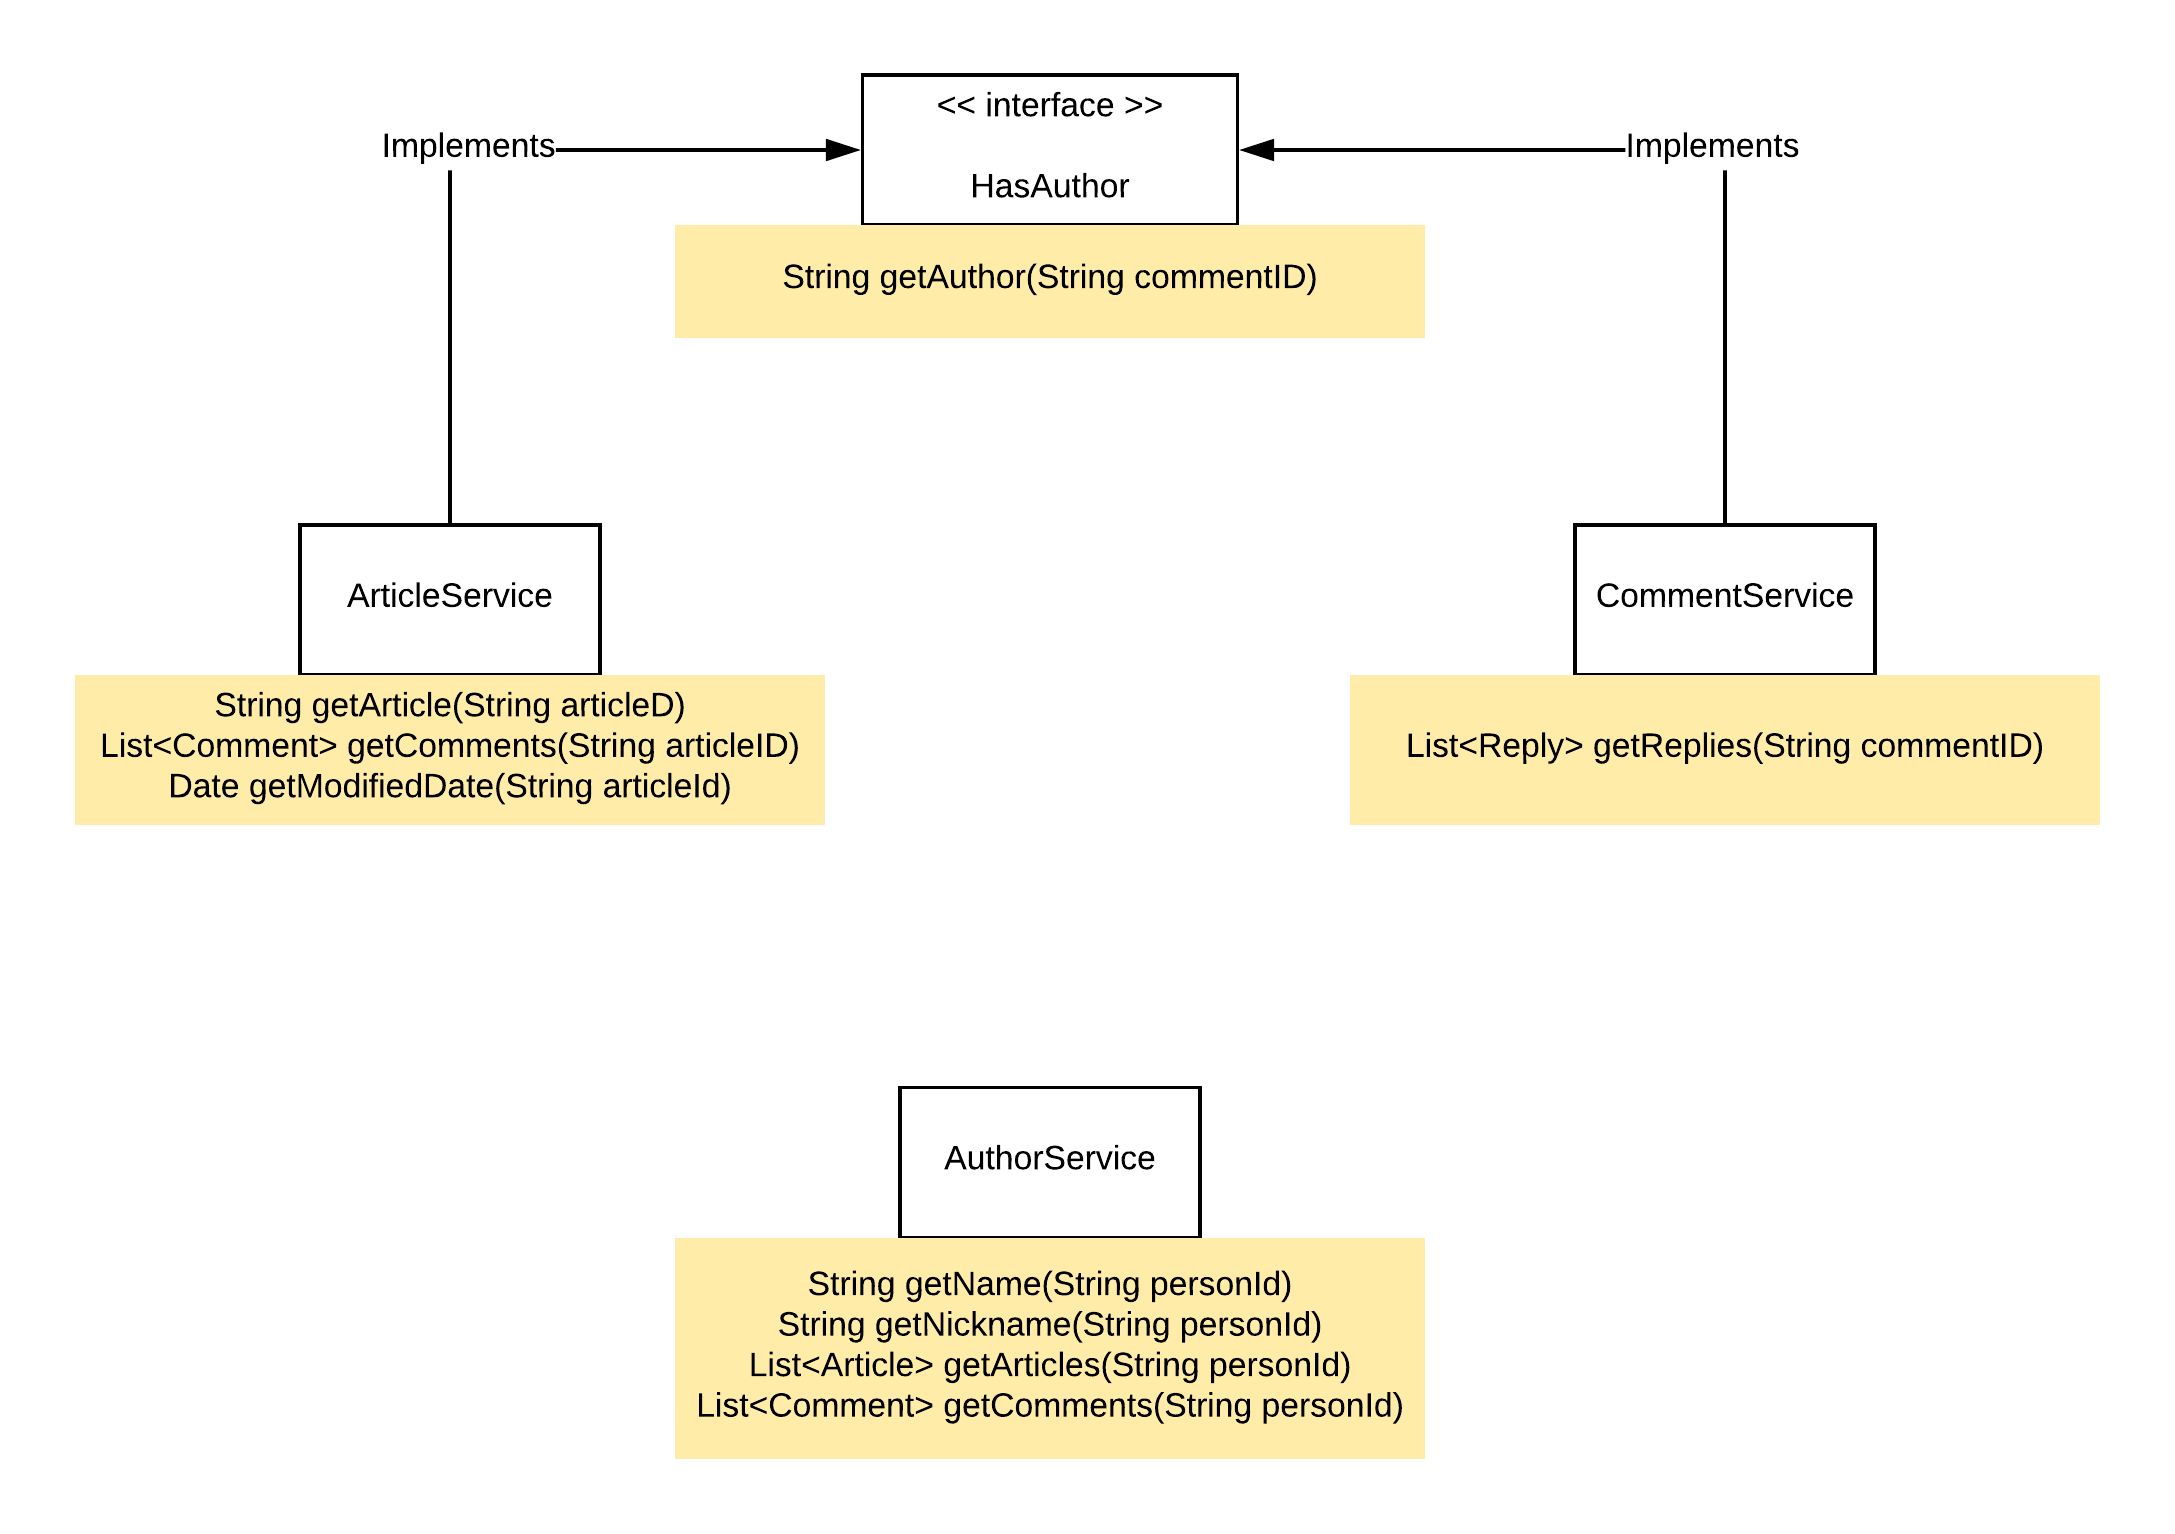 << interface >>
HasAuthor
Implements
Implements
String getAuthor(String commentID)
ArticleService
CommentService
String getArticle(String articleD)
List<Comment> getComments(String articleID)
Date getModifiedDate(String articleId)
List<Reply> getReplies(String commentID)
AuthorService
String getName(String personId)
String getNickname(String personId)
List<Article> getArticles(String personId)
List<Comment> getComments(String personId)